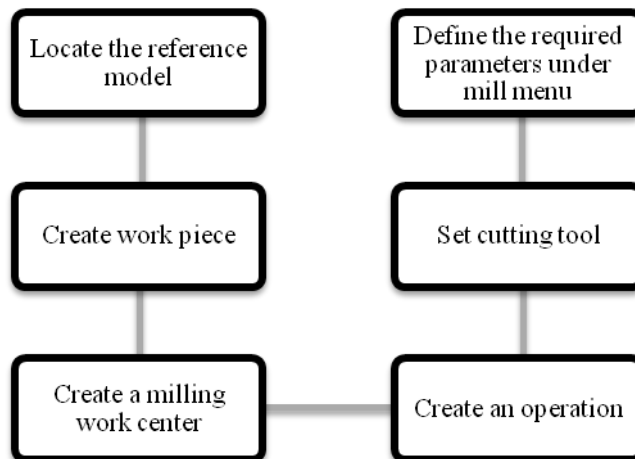 Locate the reference
model
Create work piece
Create a milling
work center
Create an operation
Set cutting tool
Define the required
parameters under
mill menu